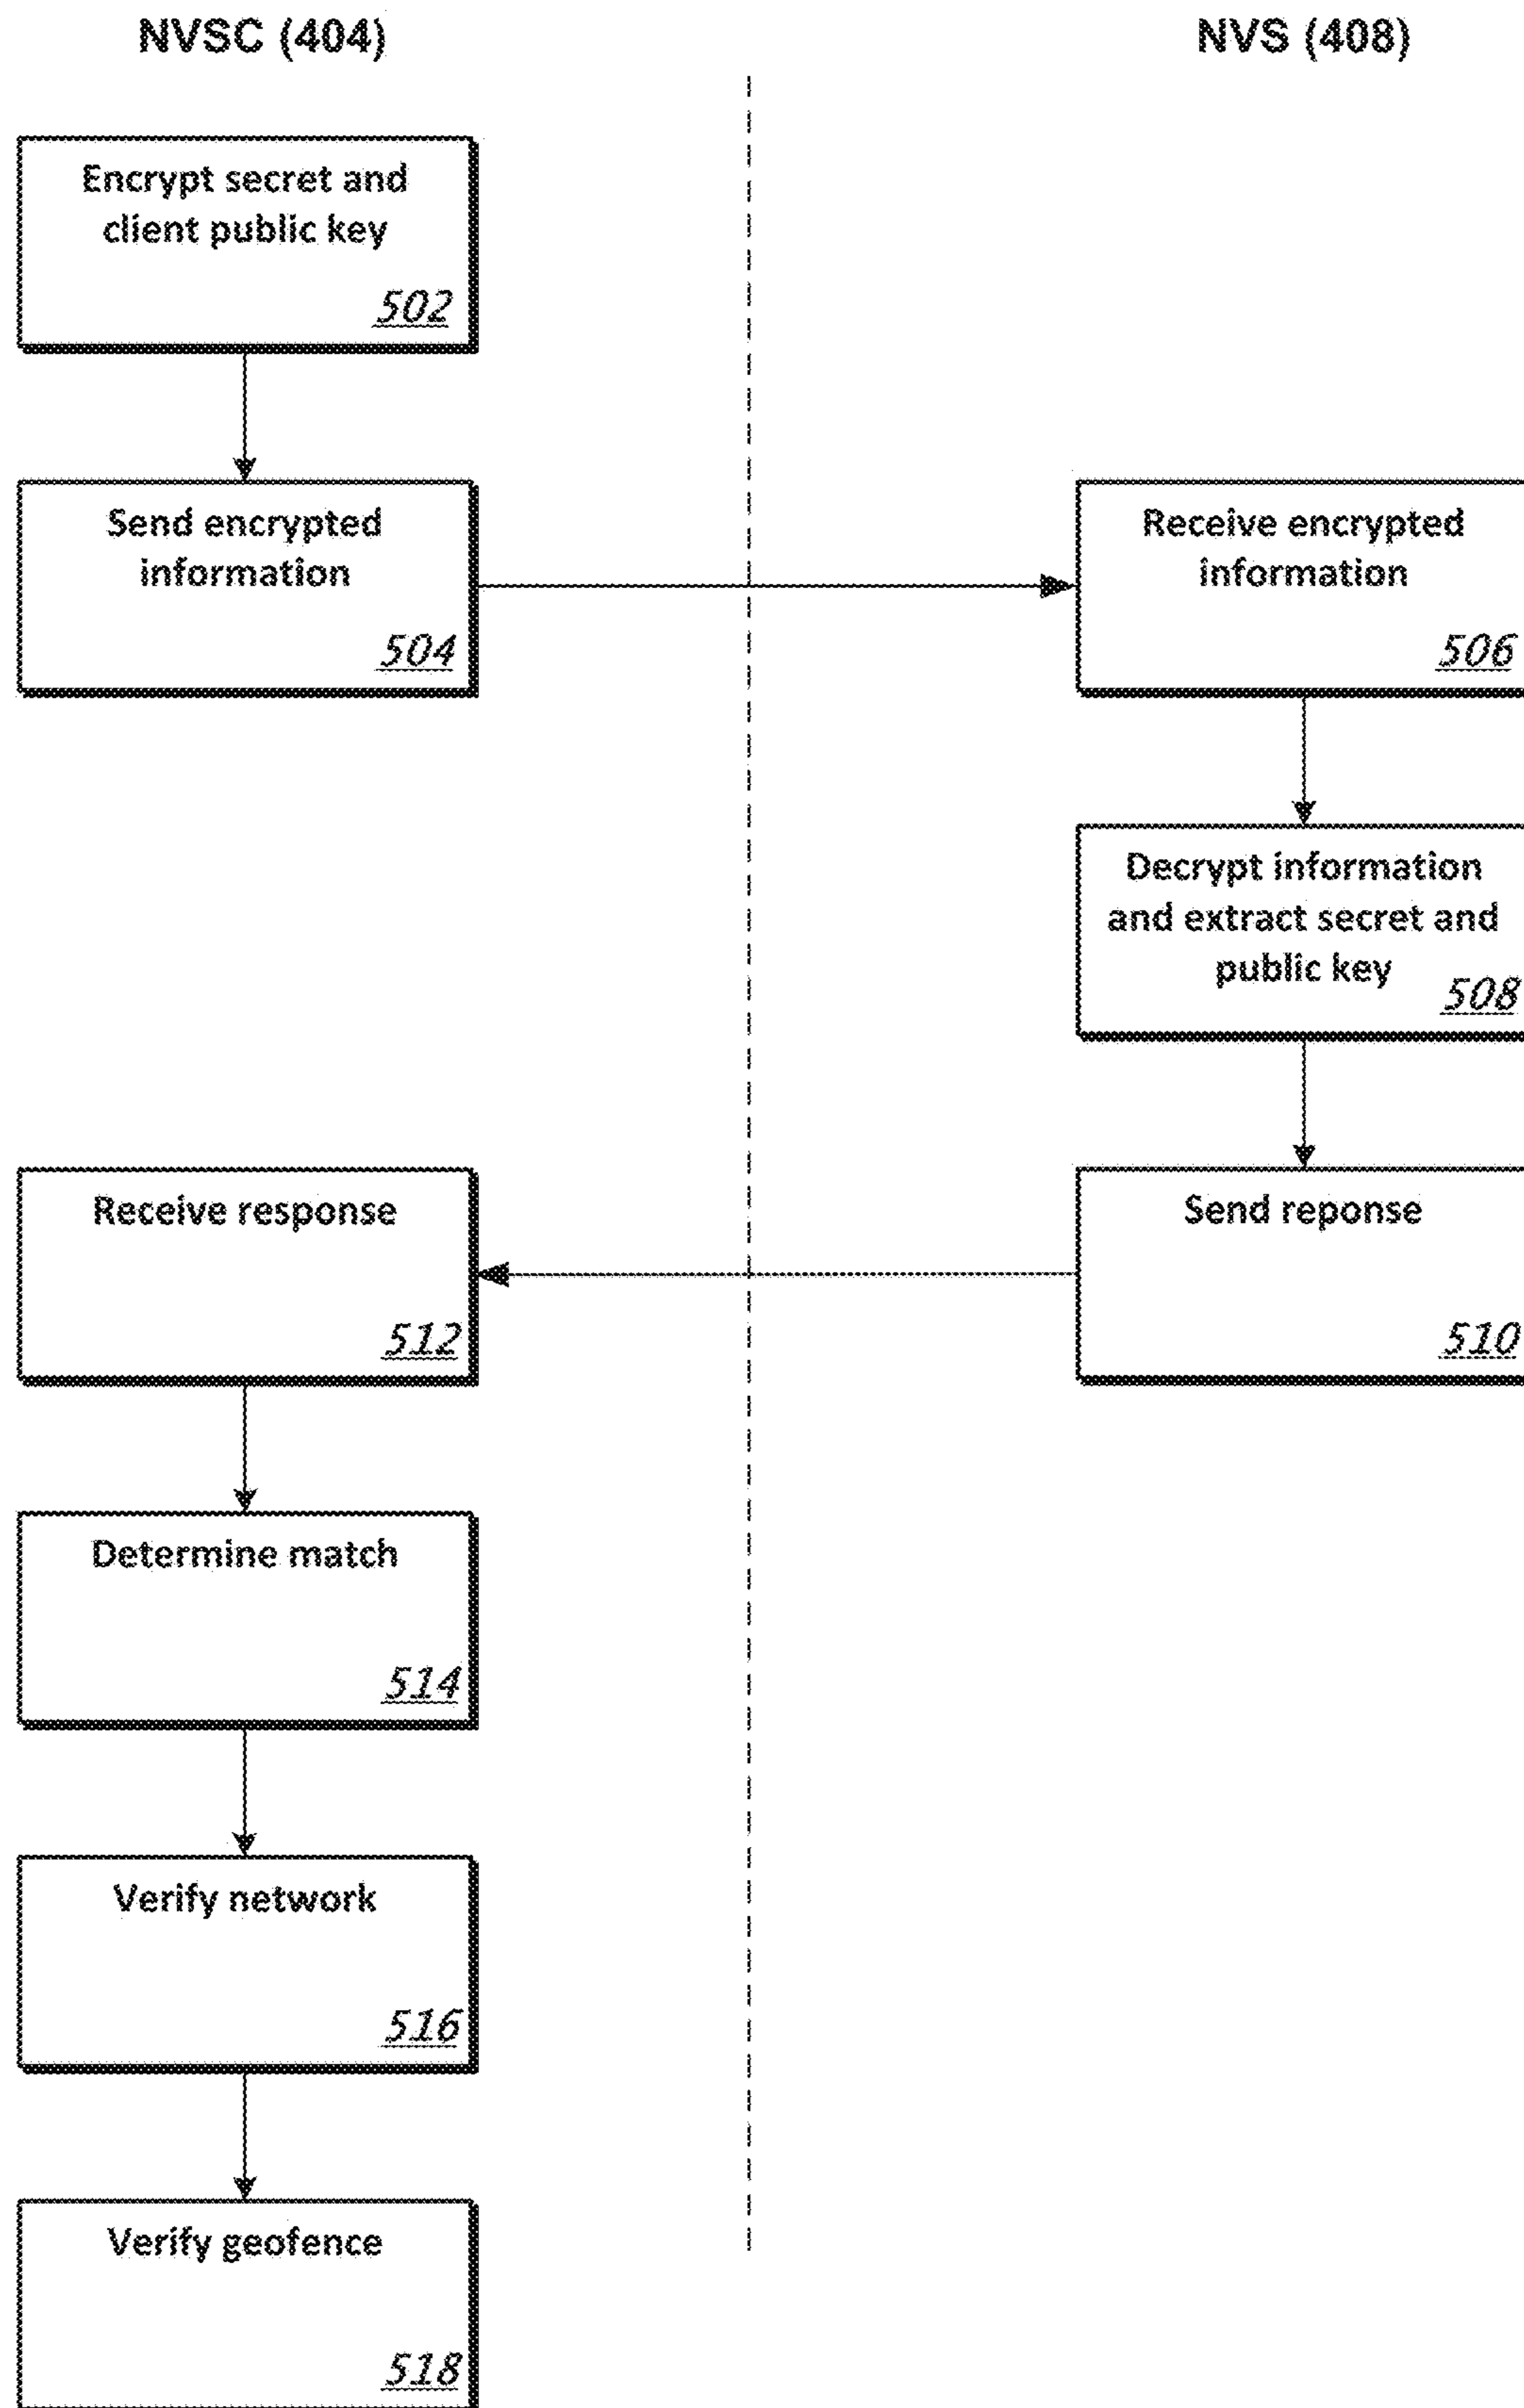 NVSC (404)
NVS (408)
Encrypt secret and
client public key
502
Send encrypted
information
504
Receive encrypted
information
506
Decrypt information
and extract secret and
public key
508
Send reponse
510
Receive response
512
Determine match
514
Verify network
516
Verify geofence
518